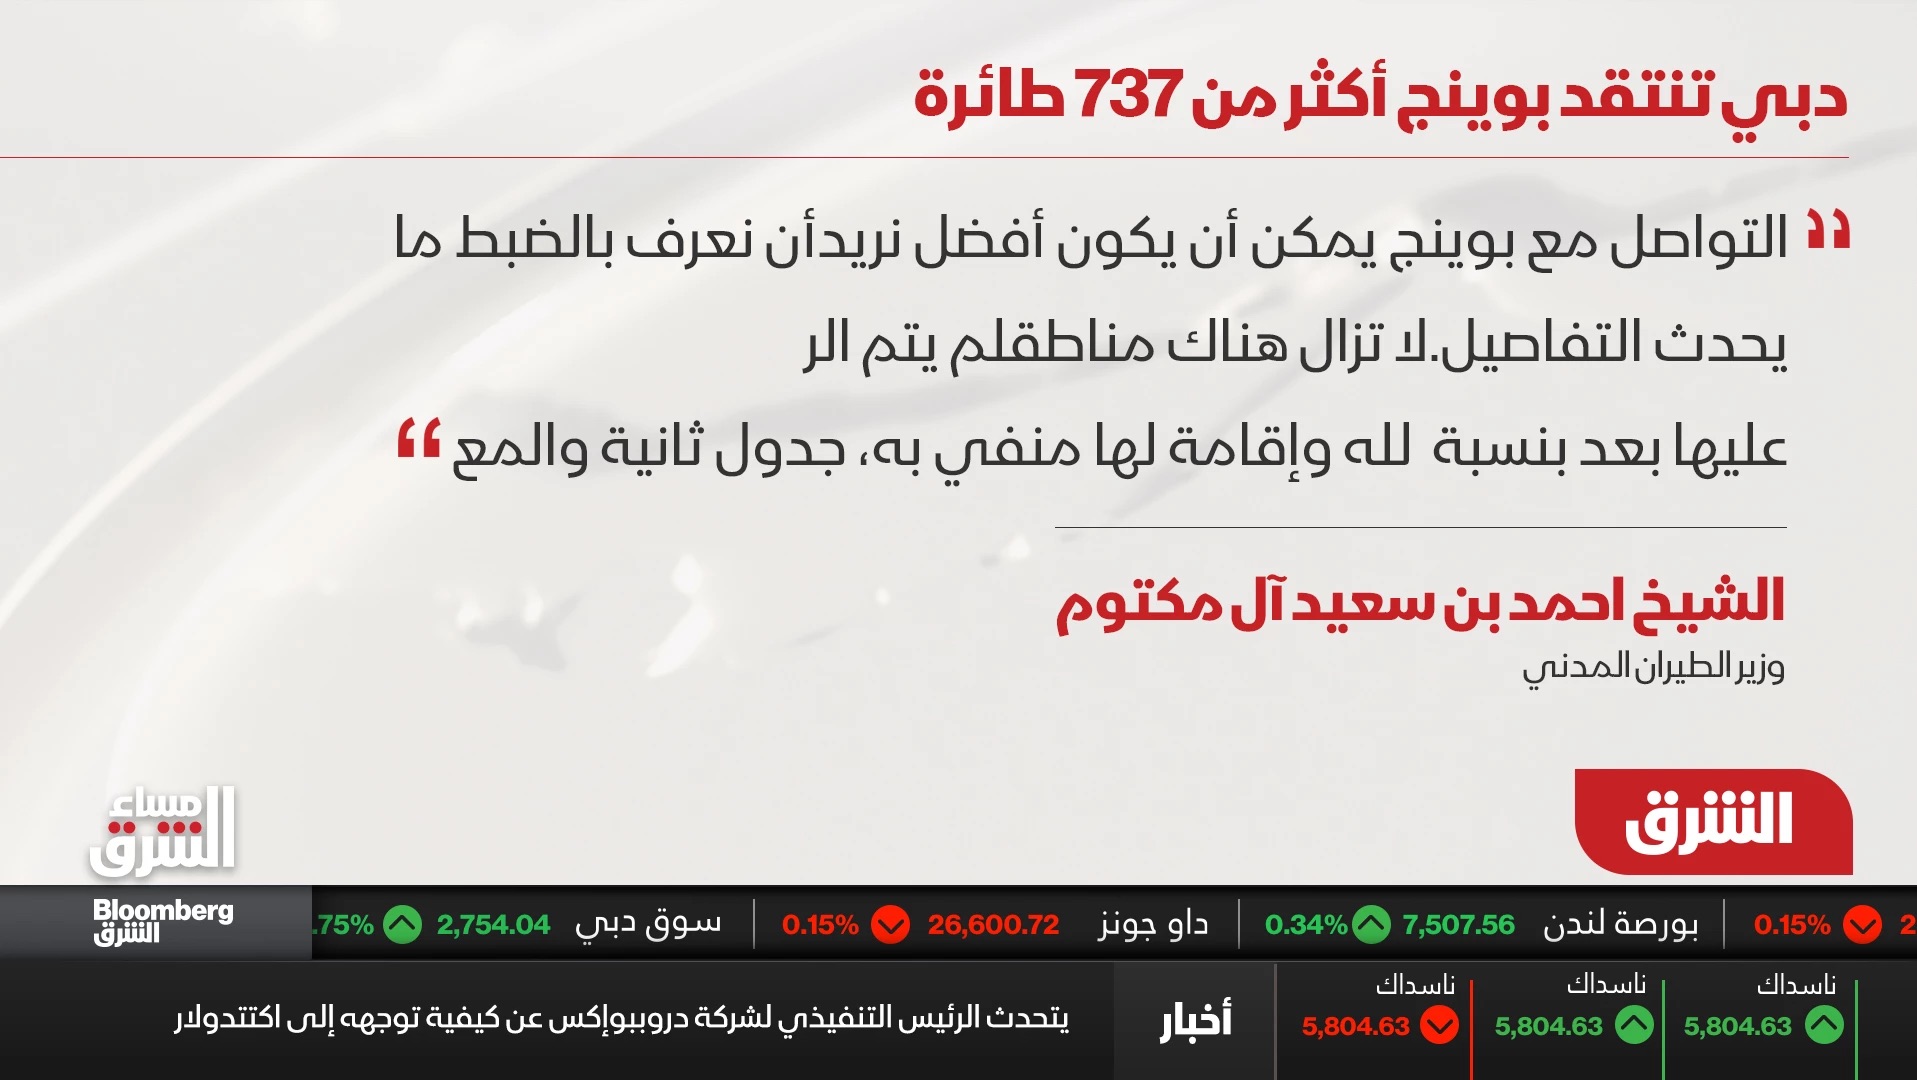 دبي تنتقد بوينج أكثر من 737 طائرة
التواصل مع بوينج يمكن أن يكون أفضل نريدأن نعرف بالضبط ما
يحدث التفاصيل.لا تزال هناك مناطقلم يتم الر
عليها بعد بنسبة لله وإقامة لها منفي به، جدول ثانية والمع
الشيخ احمد بن سعيد آل مكتوم
وزير الطيران المدني
الشرق
مساء
الشرق
Bloomberg
الشرق
2 0.15% بورصة لندن 7,507.56 0.34% داو جونز 26,600.72 0.15% سوق دبي 2,754.04 .75%
ناسداك ناسداك ناسداك
5,804.63 5,804.63 5,804.63
أخبار
يتحدث الرئيس التنفيذي لشركة دروببوإكس عن كيفية توجهه إلى اكتتدولار